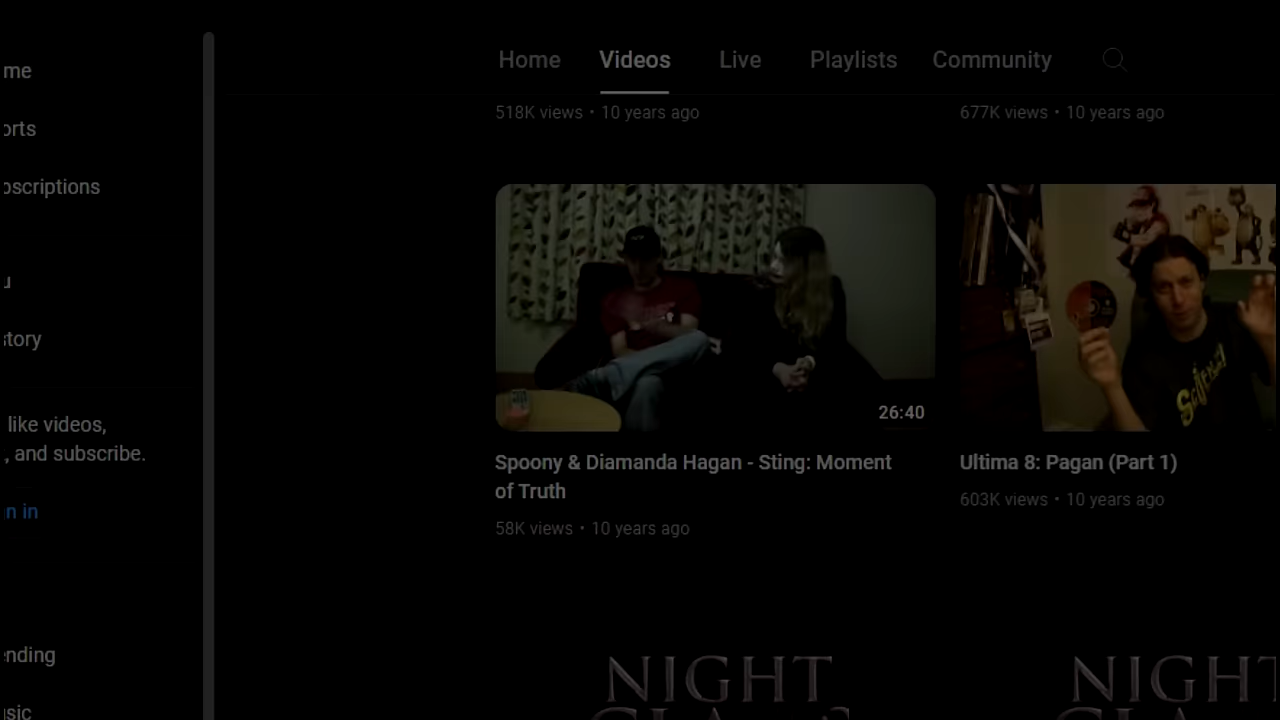 me
orts
oscriptions
u
story
like videos,
, and subscribe.
n in
ending
usic
Home Videos Live Playlists Community
518K views • 10 years ago
677K views • 10 years ago
26:40
Spoony & Diamanda Hagan - Sting: Moment
of Truth
58K views • 10 years ago
Ultima 8: Pagan (Part 1)
603K views • 10 years ago
NIGHT
NIGHT